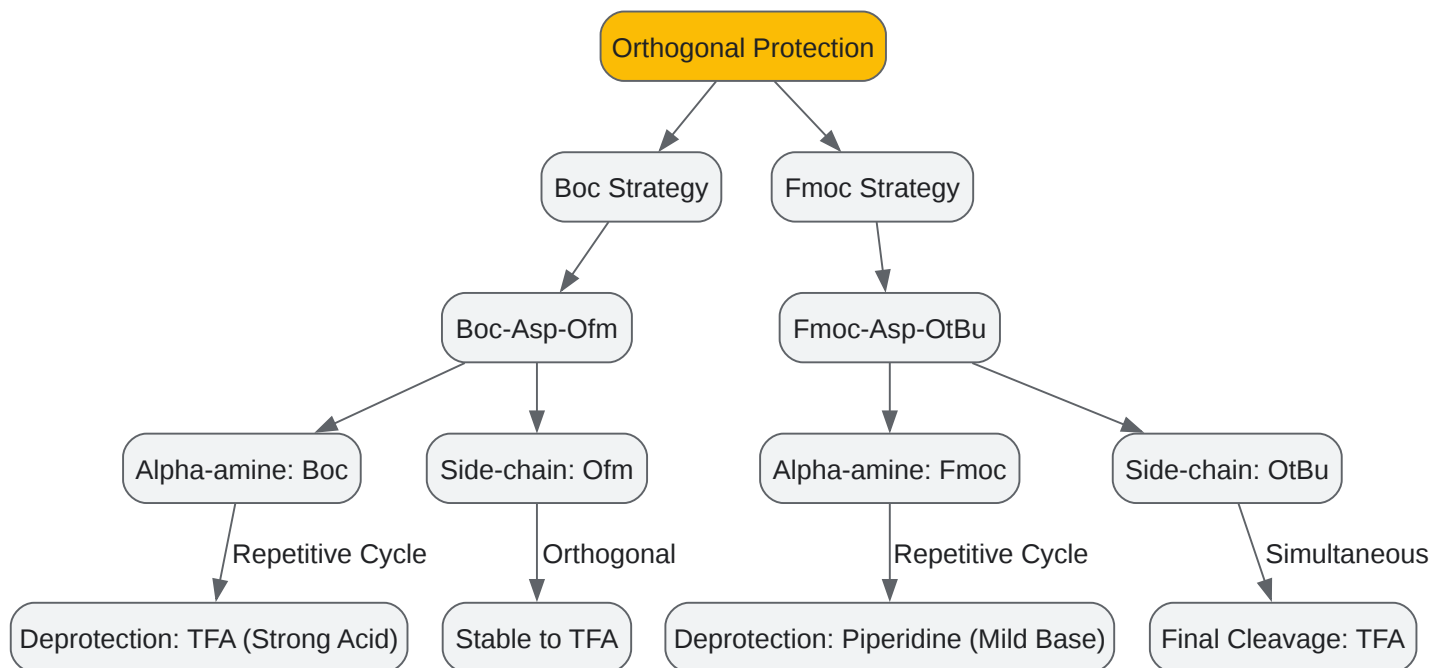 Orthogonal Protection
Boc Strategy
Fmoc Strategy
Boc-Asp-Ofm
Fmoc-Asp-OtBu
Alpha-amine: Boc
Side-chain: Ofm
Alpha-amine: Fmoc
Side-chain: OtBu
Repetitive Cycle
Orthogonal
Repetitive Cycle
Simultaneous
Deprotection: TFA (Strong Acid)
Stable to TFA
Deprotection: Piperidine (Mild Base)
Final Cleavage: TFA